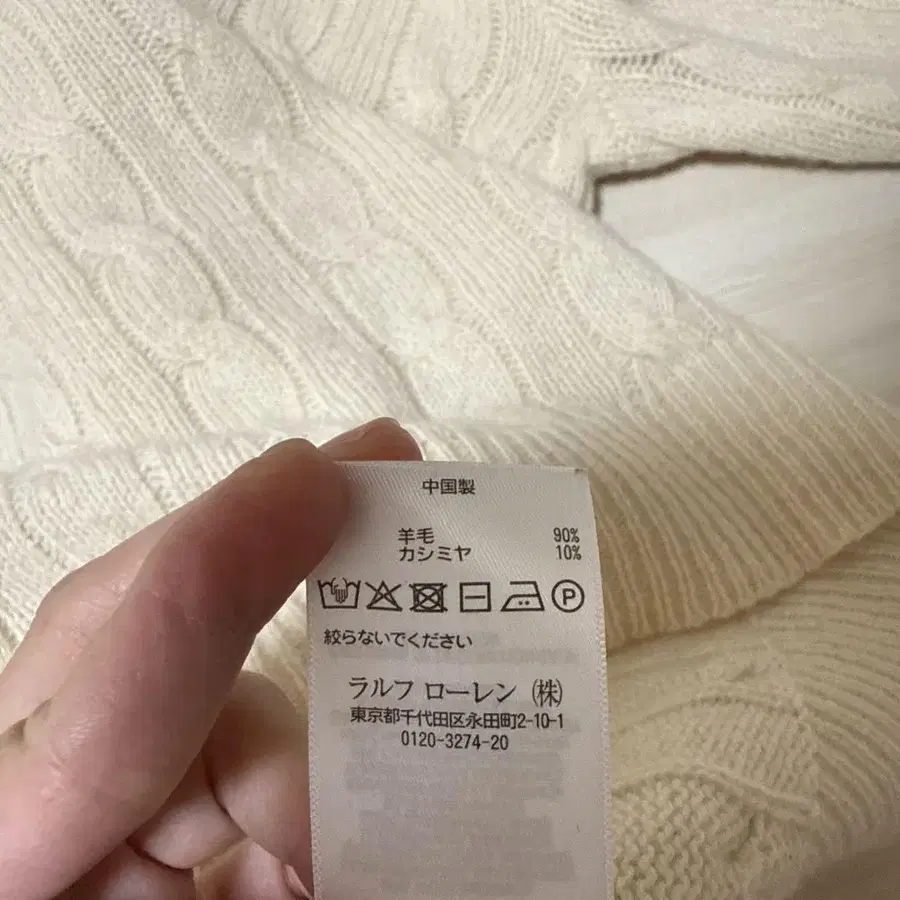 中国製
羊毛 90%
カシミヤ 10%
P
絞らないでください
ラルフ ローレン (株)
東京都千代田区永田町2-10-1
0120-3274-20